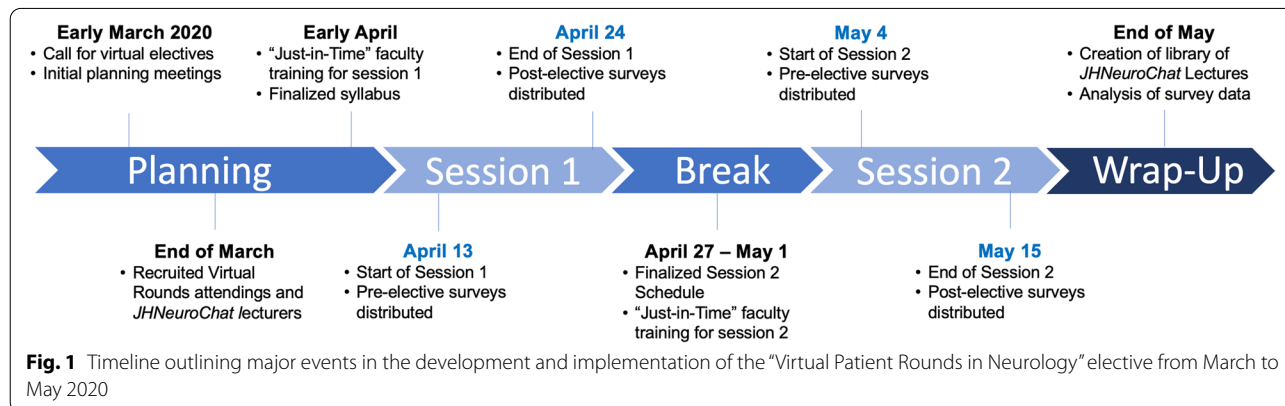 Early March 2020
• Call for virtual electives
• Initial planning meetings
Early April
• “Just-in-Time” faculty
training for session 1
• Finalized syllabus
April 24
• End of Session 1
• Post-elective surveys
distributed
May 4
• Start of Session 2
• Pre-elective surveys
distributed
End of May
• Creation of library of
JHNeuroChat Lectures
• Analysis of survey data
Planning
Session 1
Break
Session 2
Wrap-Up
End of March
• Recruited Virtual
Rounds attendings and
JHNeuroChat lecturers
April 13
• Start of Session 1
• Pre-elective surveys
distributed
April 27 – May 1
• Finalized Session 2
Schedule
• “Just-in-Time” faculty
training for session 2
May 15
• End of Session 2
• Post-elective surveys
distributed
Fig. 1 Timeline outlining major events in the development and implementation of the “Virtual Patient Rounds in Neurology” elective from March to
May 2020